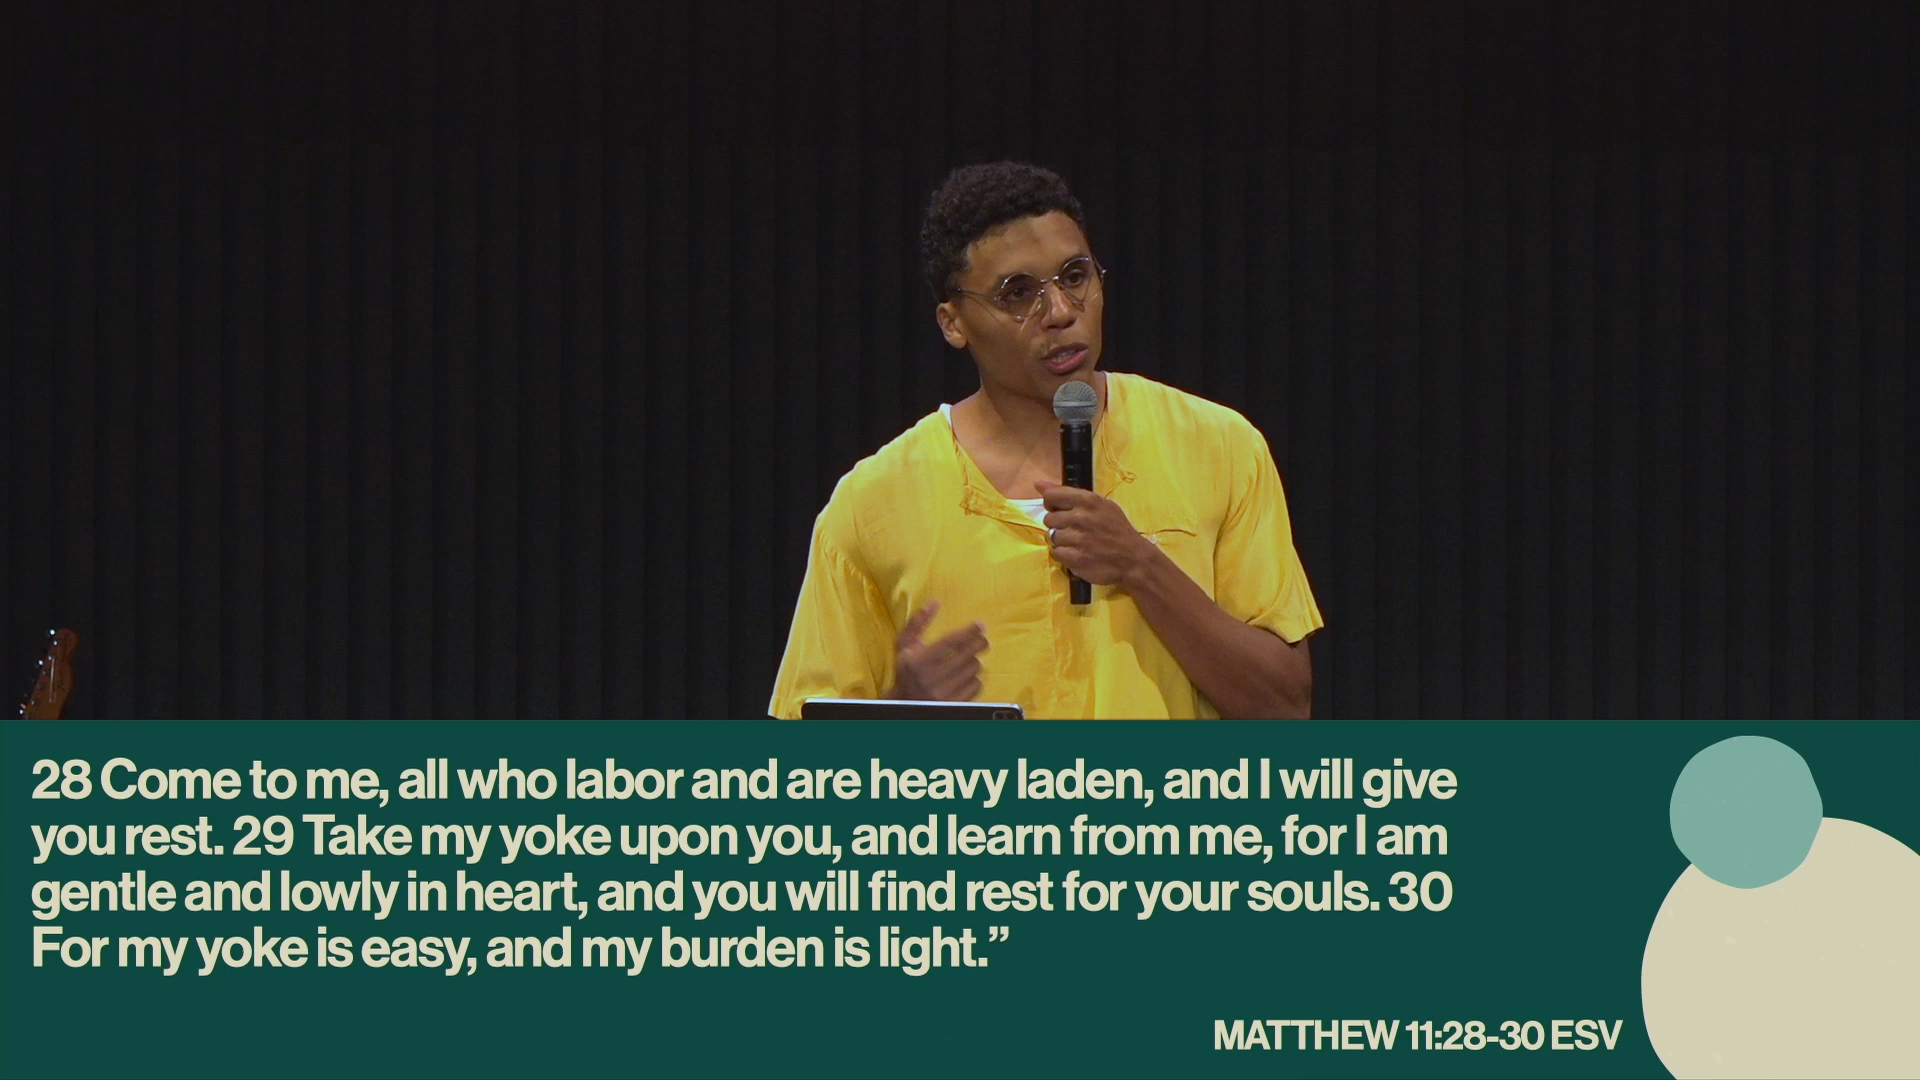 28 Come to me, all who labor and are heavy laden, and I will give
you rest. 29 Take my yoke upon you, and learn from me, for I am
gentle and lowly in heart, and you will find rest for your souls. 30
For my yoke is easy, and my burden is light.”
MATTHEW 11:28-30 ESV